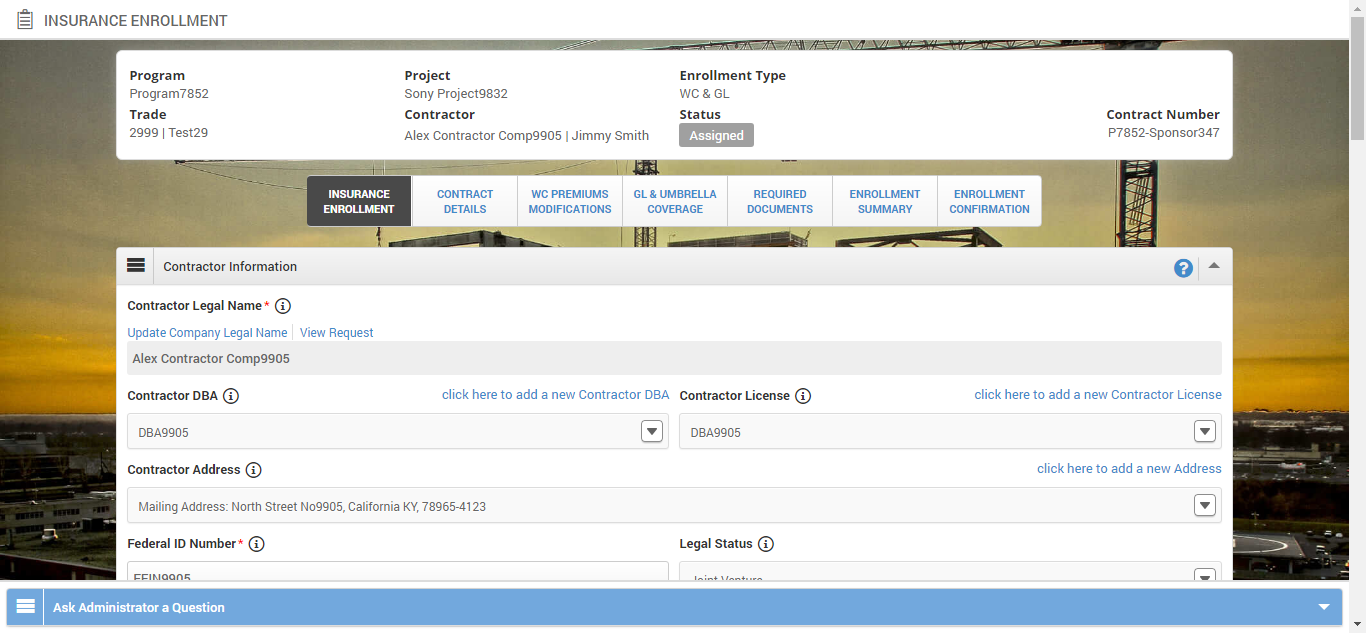 INSURANCE ENROLLMENT
Program
Program7852
Project
Sony Project9832
Enrollment Type
WC & GL
Trade
2999 | Test29
Contractor
Alex Contractor Comp9905 | Jimmy Smith
Status
Assigned
Contract Number
P7852-Sponsor347
INSURANCE
ENROLLMENT
CONTRACT
DETAILS
WC PREMIUMS
MODIFICATIONS
GL & UMBRELLA
COVERAGE
REQUIRED
DOCUMENTS
ENROLLMENT
SUMMARY
ENROLLMENT
CONFIRMATION
Contractor Information
Contractor Legal Name*
Update Company Legal Name | View Request
Alex Contractor Comp9905
Contractor DBA click here to add a new Contractor DBA
DBA9905
Contractor License click here to add a new Contractor License
DBA9905
Contractor Address click here to add a new Address
Mailing Address: North Street No9905, California KY, 78965-4123
Federal ID Number*
FEIN9905
Legal Status
Joint Venture
Ask Administrator a Question